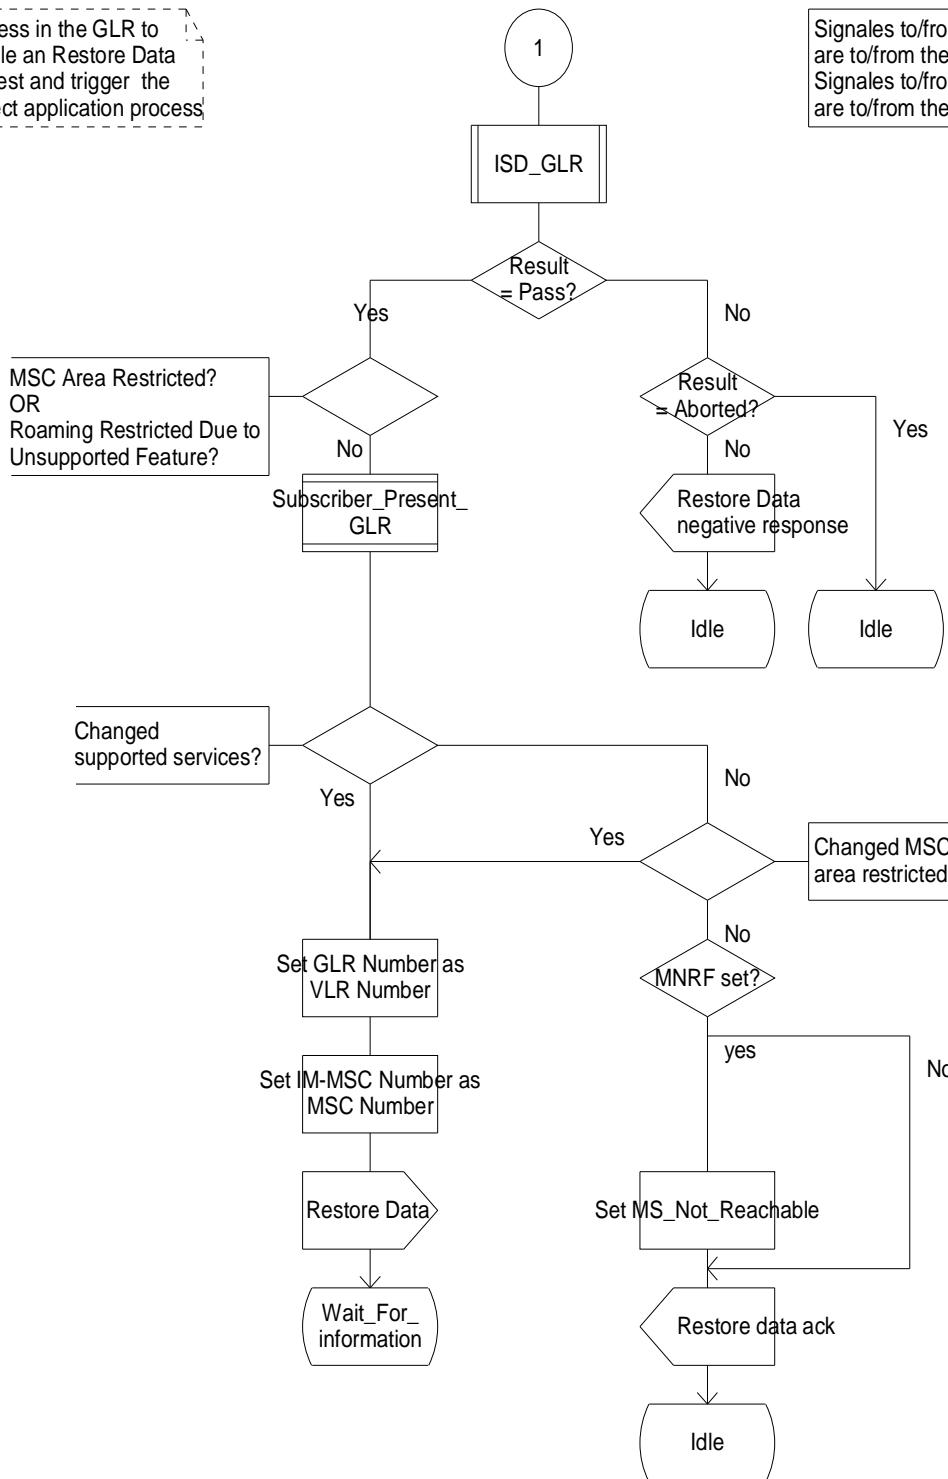 ess in the GLR to
le an Restore Data
est and trigger the
ect application process
1
Signales to/fro
are to/from the
Signales to/fro
are to/from the
ISD_GLR
Result
= Pass?
Yes
No
MSC Area Restricted?
OR
Roaming Restricted Due to
Unsupported Feature?
Result
= Aborted?
Yes
No
No
Subscriber_Present_
GLR
Restore Data
negative response
Idle
Idle
Changed
supported services?
Yes
No
Yes
Changed MSC
area restricted
No
Set GLR Number as
VLR Number
MNRF set?
yes
No
Set IM-MSC Number as
MSC Number
Restore Data
Set MS_Not_Reachable
Wait_For_
information
Restore data ack
Idle